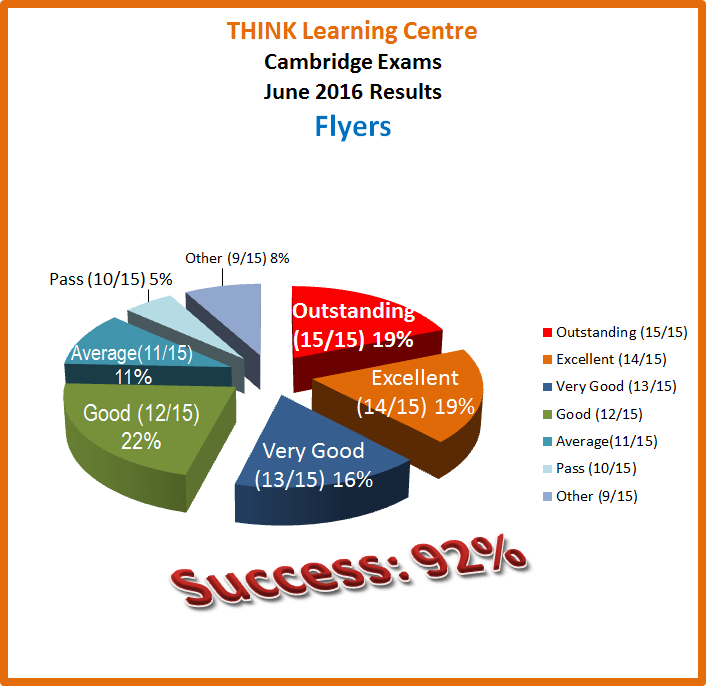 THINK Learning Centre
Cambridge Exams
June 2016 Results
Flyers
Other (9/15) 8%
Pass (10/15) 5%
Outstanding
(15/15) 19%
Average(11/15)
11%
Excellent
(14/15) 19%
Good (12/15)
22%
Very Good
(13/15) 16%
Outstanding (15/15)
Excellent (14/15)
Very Good (13/15)
Good (12/15)
Average(11/15)
Pass (10/15)
Other (9/15)
Success: 92%